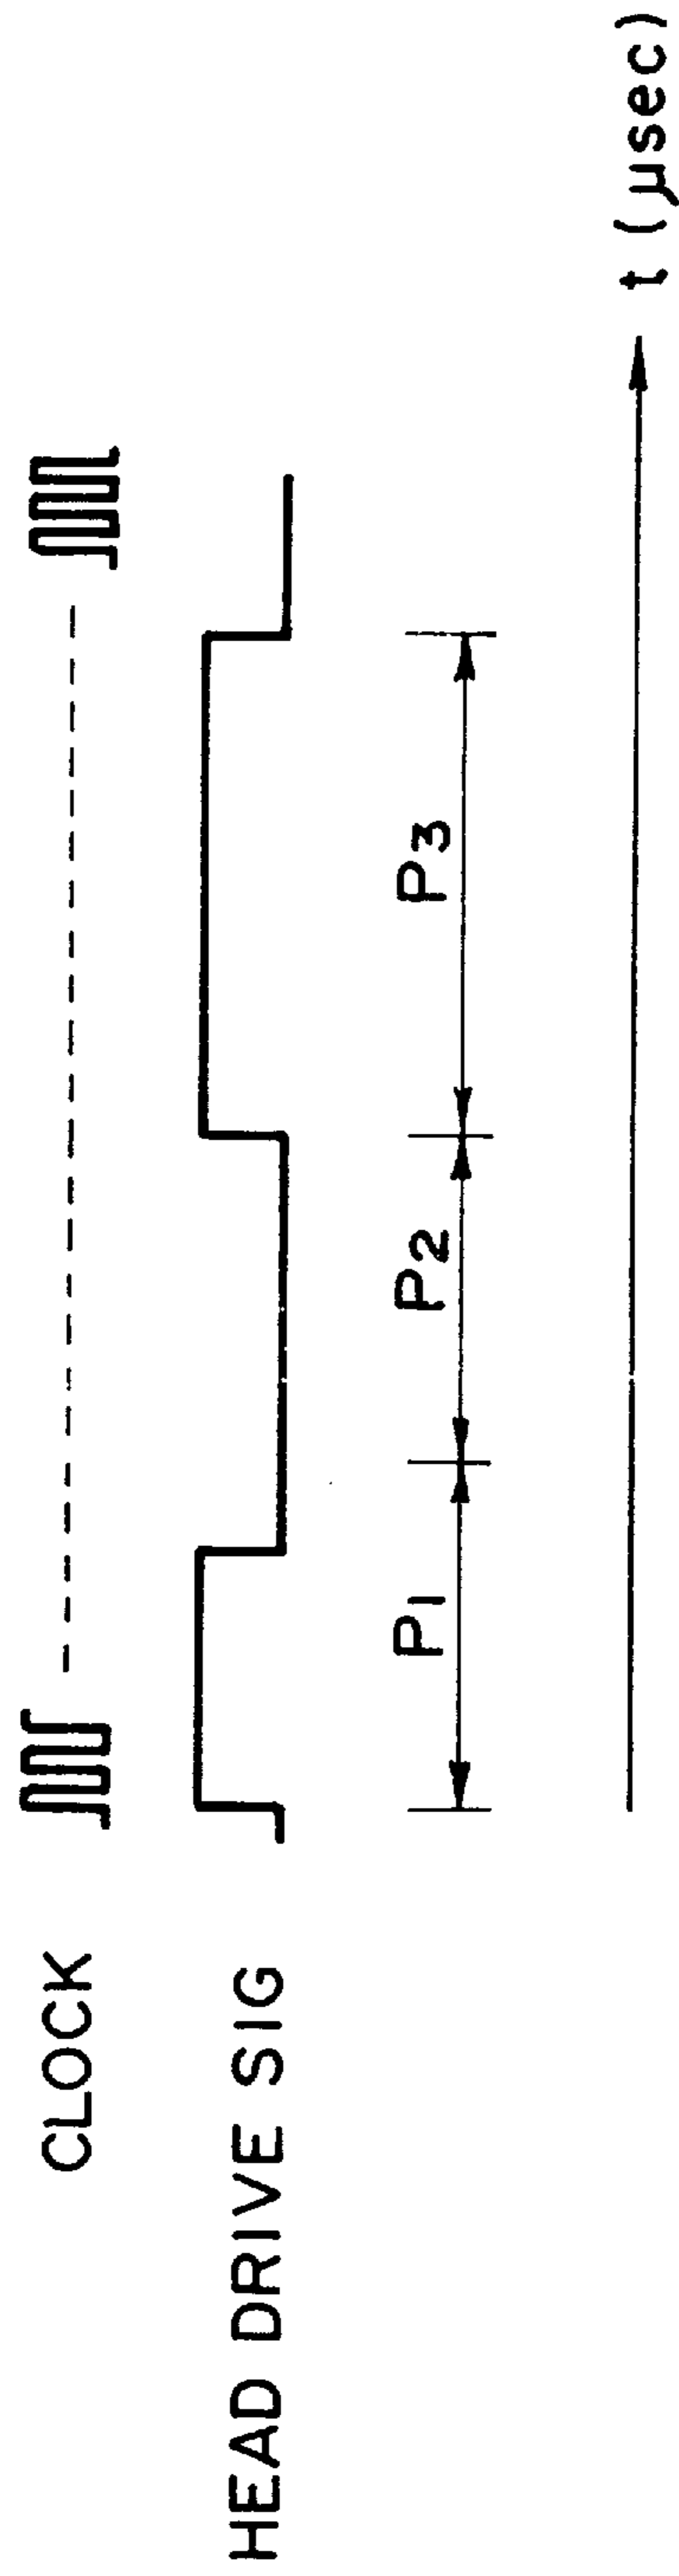 CLOCK
HEAD DRIVE SIG
P1
P2
P3
t (μsec)